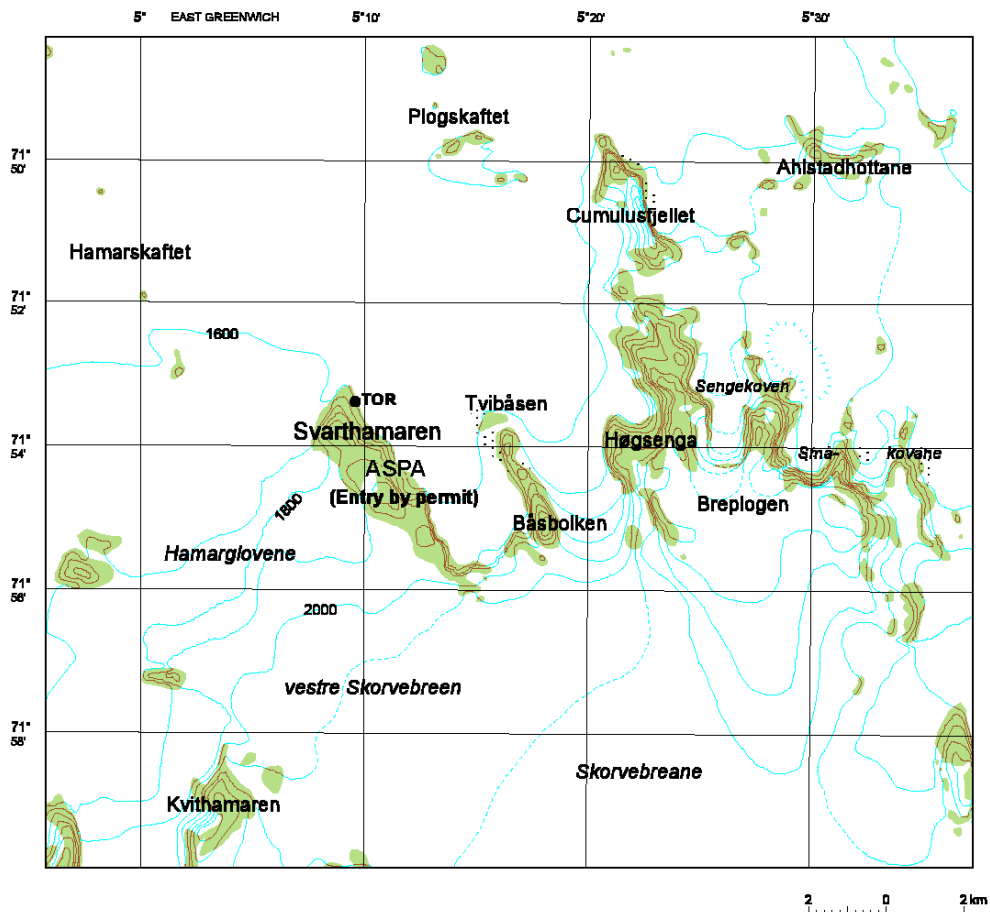 5° EAST GREENWICH 5°10' 5°20' 5°30'
Plogskaftet
71°
50'
Ahlstadhottane
Cumulusfjellet
Hamarskaftet
71°
52'
1600
Sengekoven
TOR
Tvibåsen
Svarthamaren
Høgsenga
71°
54'
Sma- kovane
ASPA
(Entry by permit)
1800
Breplogen
Båsbolken
Hamarglovene
71°
56'
2000
vestre Skorvebreen
71°
58'
Skorvebreane
Kvithamaren
2 0 2 km